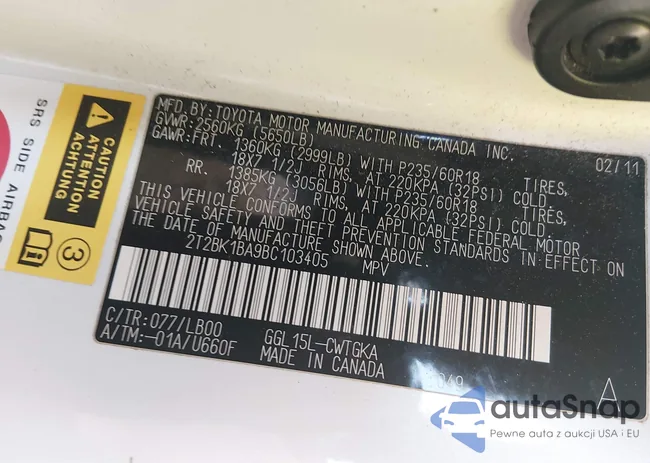 SRS SIDE AIRBAG
CAUTION
ATTENTION
ACHTUNG
3
MFD. BY: TOYOTA MOTOR MANUFACTURING CANADA INC.
GVWR: 2560KG (5650LB) 02/11
GAWR: FRT. 1360KG (2999LB) WITH P235/60R18 TIRES,
18X7 1/2J RIMS, AT 220KPA (32PSI) COLD.
RR. 1385KG (3056LB) WITH P235/60R18 TIRES,
18X7 1/2J RIMS, AT 220KPA (32PSI) COLD.
THIS VEHICLE CONFORMS TO ALL APPLICABLE FEDERAL MOTOR
VEHICLE SAFETY AND THEFT PREVENTION STANDARDS IN EFFECT ON
THE DATE OF MANUFACTURE SHOWN ABOVE.
2T2BK1BA9BC103405 MPV
C/TR: 077/LB00
A/TM: -01A/U660F
GGL15L-CWTGKA
MADE IN CANADA
A
autaSnap
Pewne auta z aukcji USA i EU